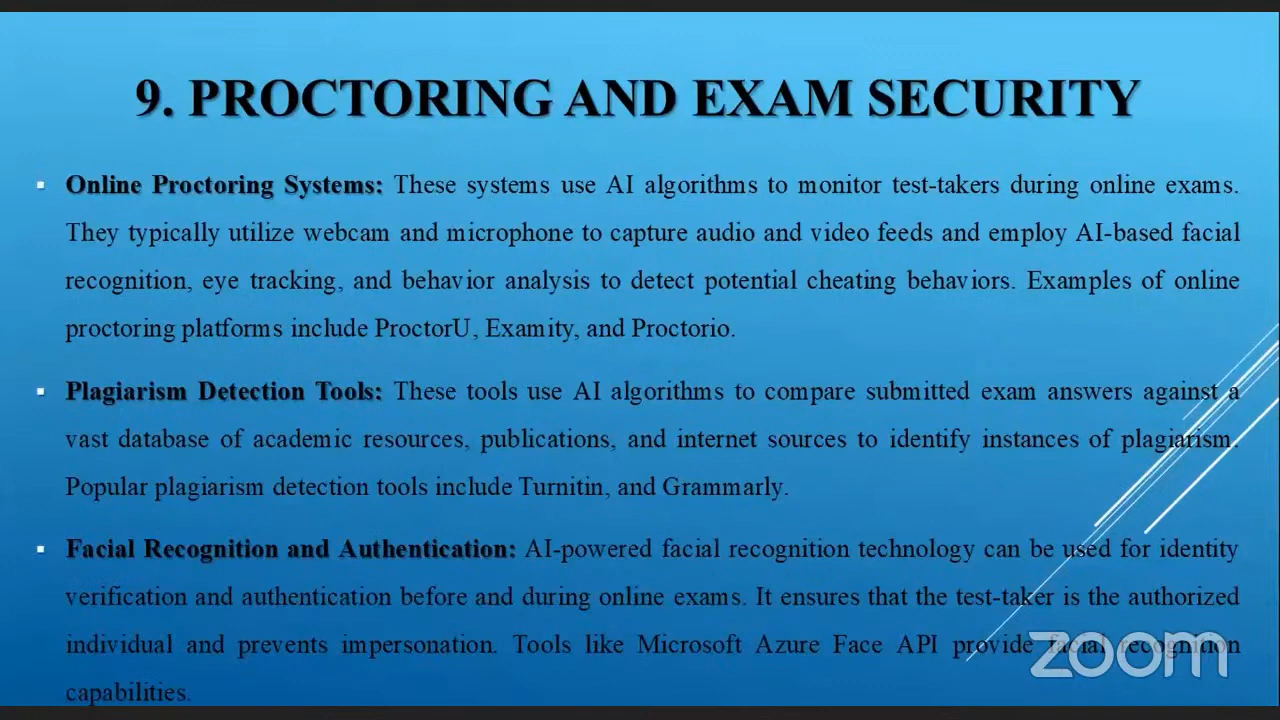 9. PROCTORING AND EXAM SECURITY
▪ Online Proctoring Systems: These systems use AI algorithms to monitor test-takers during online exams.
They typically utilize webcam and microphone to capture audio and video feeds and employ AI-based facial
recognition, eye tracking, and behavior analysis to detect potential cheating behaviors. Examples of online
proctoring platforms include ProctorU, Examity, and Proctorio.
▪ Plagiarism Detection Tools: These tools use AI algorithms to compare submitted exam answers against a
vast database of academic resources, publications, and internet sources to identify instances of plagiarism.
Popular plagiarism detection tools include Turnitin, and Grammarly.
▪ Facial Recognition and Authentication: AI-powered facial recognition technology can be used for identity
verification and authentication before and during online exams. It ensures that the test-taker is the authorized
individual and prevents impersonation. Tools like Microsoft Azure Face API provide facial recognition
capabilities.
zoom